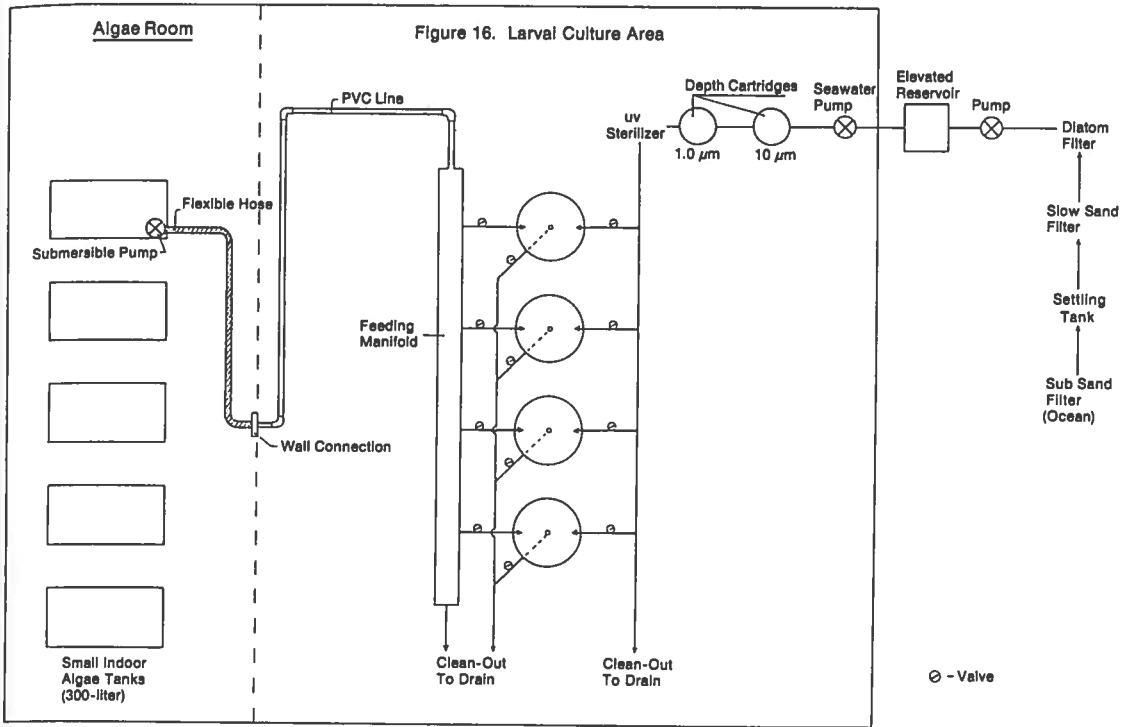 Algae Room
Figure 16. Larval Culture Area
PVC Line
Flexible Hose
Submersible Pump
Wall Connection
Small Indoor
Algae Tanks
(300-liter)
Feeding
Manifold
Clean-Out
To Drain
Clean-Out
To Drain
uv
Sterilizer
Depth Cartridges
1.0 µm
10 µm
Seawater
Pump
Elevated
Reservoir
Pump
Diatom
Filter
Slow Sand
Filter
Settling
Tank
Sub Sand
Filter
(Ocean)
- Valve